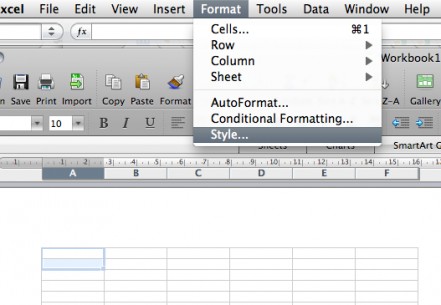 xcel File Edit View Insert Format Tools Data Window Help
Cells... ⌘1
Row
Column
Sheet
AutoFormat...
Conditional Formatting...
Style...
fx
Workbook1
n Save Print Import Copy Paste Format Z-A Gallery
10 B I U
Sheets Charts SmartArt G
A B C D E F